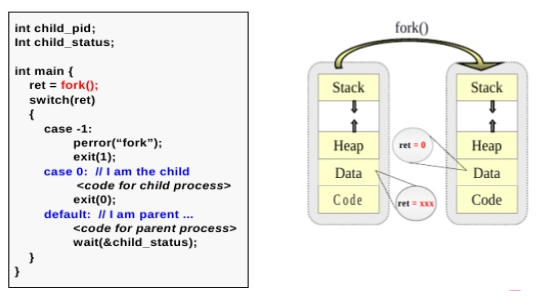 int child_pid;
Int child_status;
int main {
ret = fork();
switch(ret)
{
case -1:
perror(“fork”);
exit(1);
case 0: // I am the child
<code for child process>
exit(0);
default: // I am parent ...
<code for parent process>
wait(&child_status);
}
}
fork()
Stack
Heap
Data
Code
ret = 0
ret = xxx
Stack
Heap
Data
Code